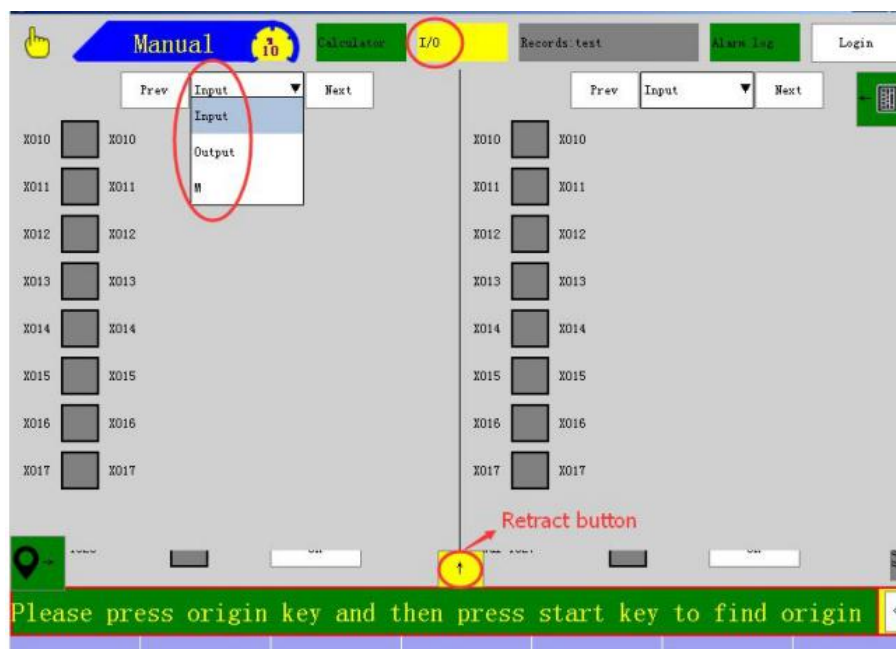 Manual 10 Calculator I/O Records:test Alarm log Login
Prev Input Next Prev Input Next
Input
Output
M
X010 X010 X010 X010
X011 X011 X011 X011
X012 X012 X012 X012
X013 X013 X013 X013
X014 X014 X014 X014
X015 X015 X015 X015
X016 X016 X016 X016
X017 X017 X017 X017
Retract button
Please press origin key and then press start key to find origin